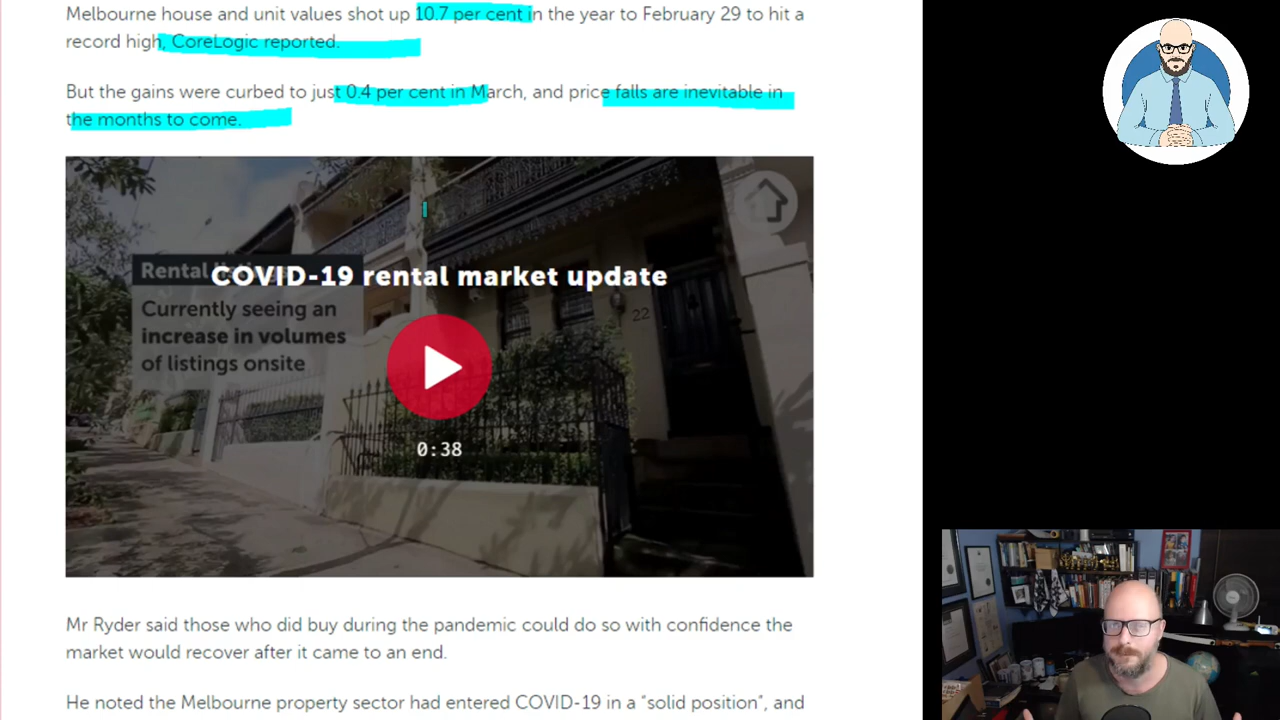 Melbourne house and unit values shot up 10.7 per cent in the year to February 29 to hit a
record high, CoreLogic reported.
But the gains were curbed to just 0.4 per cent in March, and price falls are inevitable in
the months to come.
COVID-19 rental market update
Rental
Currently seeing an
increase in volumes
of listings onsite
22
0:38
Mr Ryder said those who did buy during the pandemic could do so with confidence the
market would recover after it came to an end.
He noted the Melbourne property sector had entered COVID-19 in a “solid position”, and